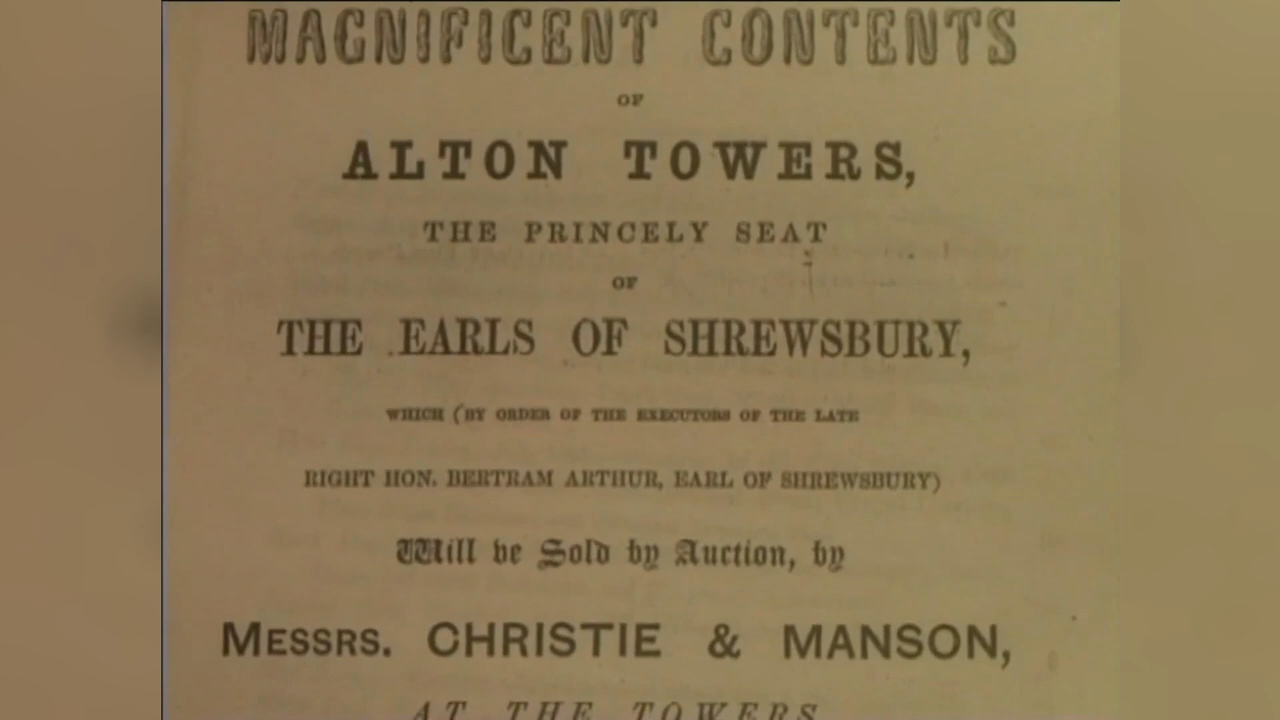 MAGNIFICENT CONTENTS
OF
ALTON TOWERS,
THE PRINCELY SEAT
OF
THE EARLS OF SHREWSBURY,
WHICH (BY ORDER OF THE EXECUTORS OF THE LATE
RIGHT HON. BERTRAM ARTHUR, EARL OF SHREWSBURY)
Will be Sold by Auction, by
MESSRS. CHRISTIE & MANSON,
AT THE TOWERS